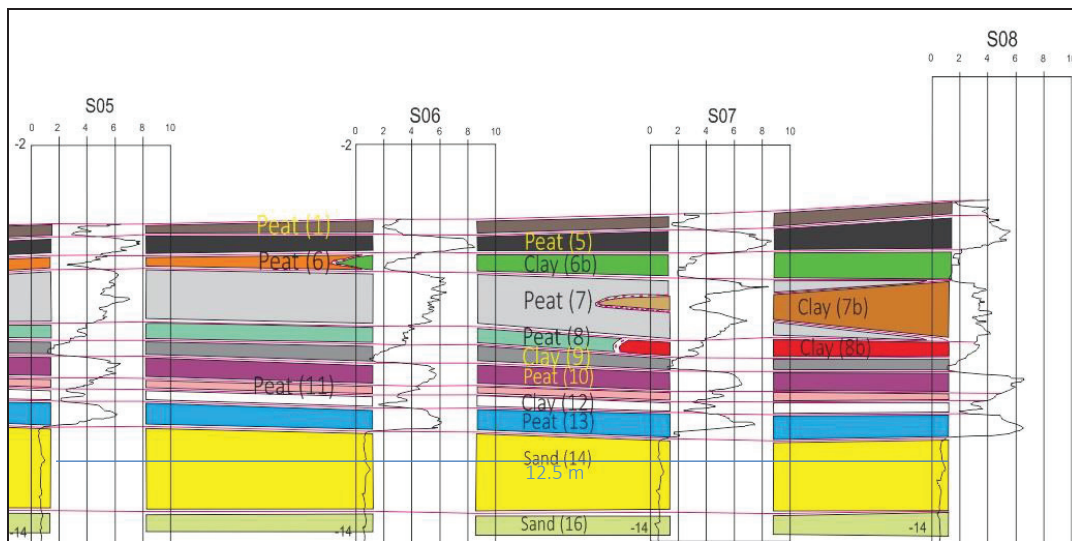 S08
0 2 4 6 8 10
S05
S06
S07
0 2 4 6 8 10
0 2 4 6 8 10
0 2 4 6 8 10
-2
-2
Peat (1)
Peat (5)
Peat (6)
Clay (6b)
Peat (7)
Clay (7b)
Peat (8)
Clay (8b)
Clay (9)
Peat (10)
Peat (11)
Clay (12)
Peat (13)
Sand (14)
12.5 m
Sand (16)
-14
-14
-14
-14